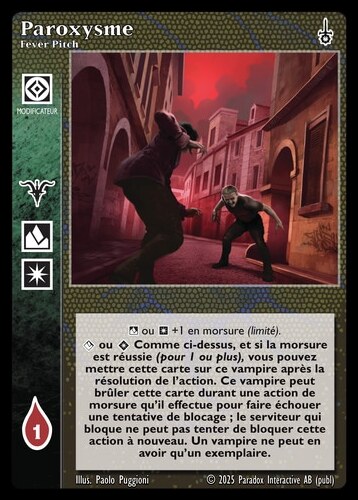 Paroxysme
Fever Pitch
MODIFICATEUR
ou +1 en morsure (limité).
ou Comme ci-dessus, et si la morsure
est réussie (pour 1 ou plus), vous pouvez
mettre cette carte sur ce vampire après la
résolution de l'action. Ce vampire peut
brûler cette carte durant une action de
morsure qu'il effectue pour faire échouer
une tentative de blocage ; le serviteur qui
bloque ne peut pas tenter de bloquer cette
action à nouveau. Un vampire ne peut en
avoir qu'un exemplaire.
1
Illus. Paolo Puggioni © 2025 Paradox Interactive AB (publ)